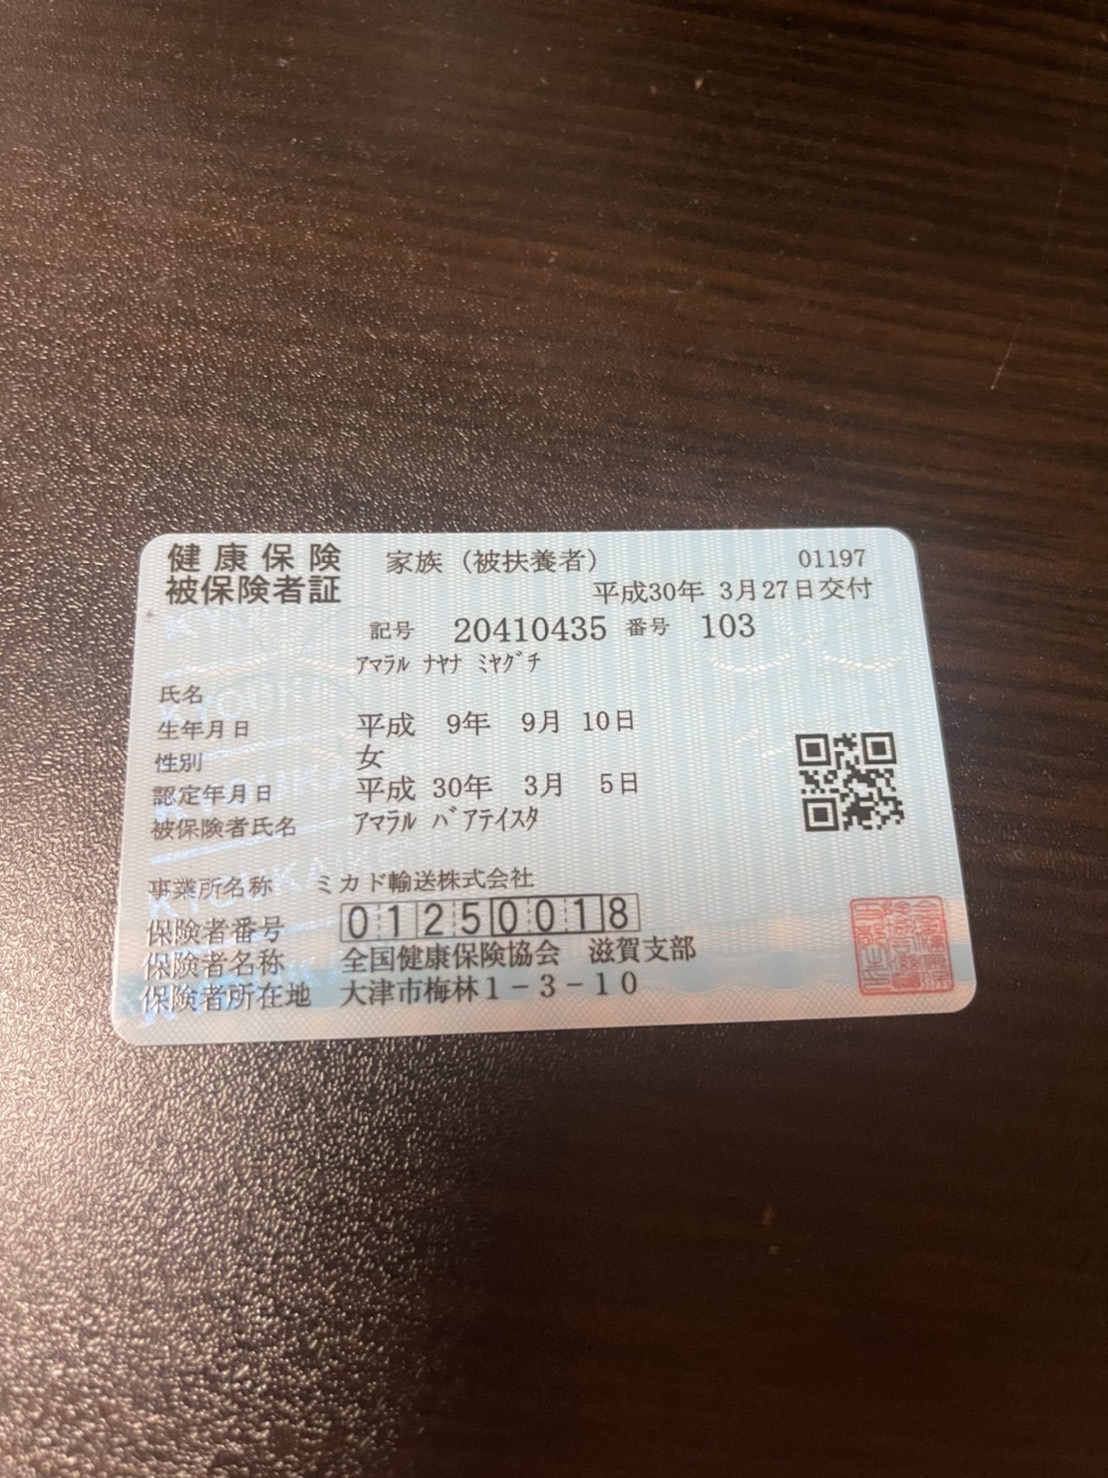 健康保険 家族（被扶養者） 01197
被保険者証 平成30年 3月27日交付
記号 20410435 番号 103
ｱﾏﾗﾙ ﾅﾔﾅ ﾐﾔｸﾞﾁ
氏名
生年月日 平成 9年 9月 10日
性別 女
認定年月日 平成 30年 3月 5日
被保険者氏名 ｱﾏﾗﾙ ﾊﾞｱﾃｲｽﾀ
事業所名称 ミカド輸送株式会社
保険者番号 01250018
保険者名称 全国健康保険協会 滋賀支部
保険者所在地 大津市梅林１－３－１０